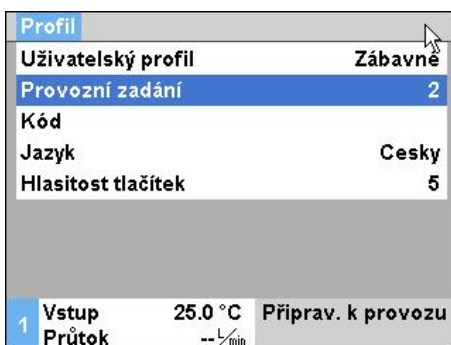 Profil
Uživatelský profil Zábavné
Provozní zadání 2
Kód
Jazyk Cesky
Hlasitost tlačítek 5
1 Vstup 25.0 °C Připrav. k provozu
Průtok -- L/min